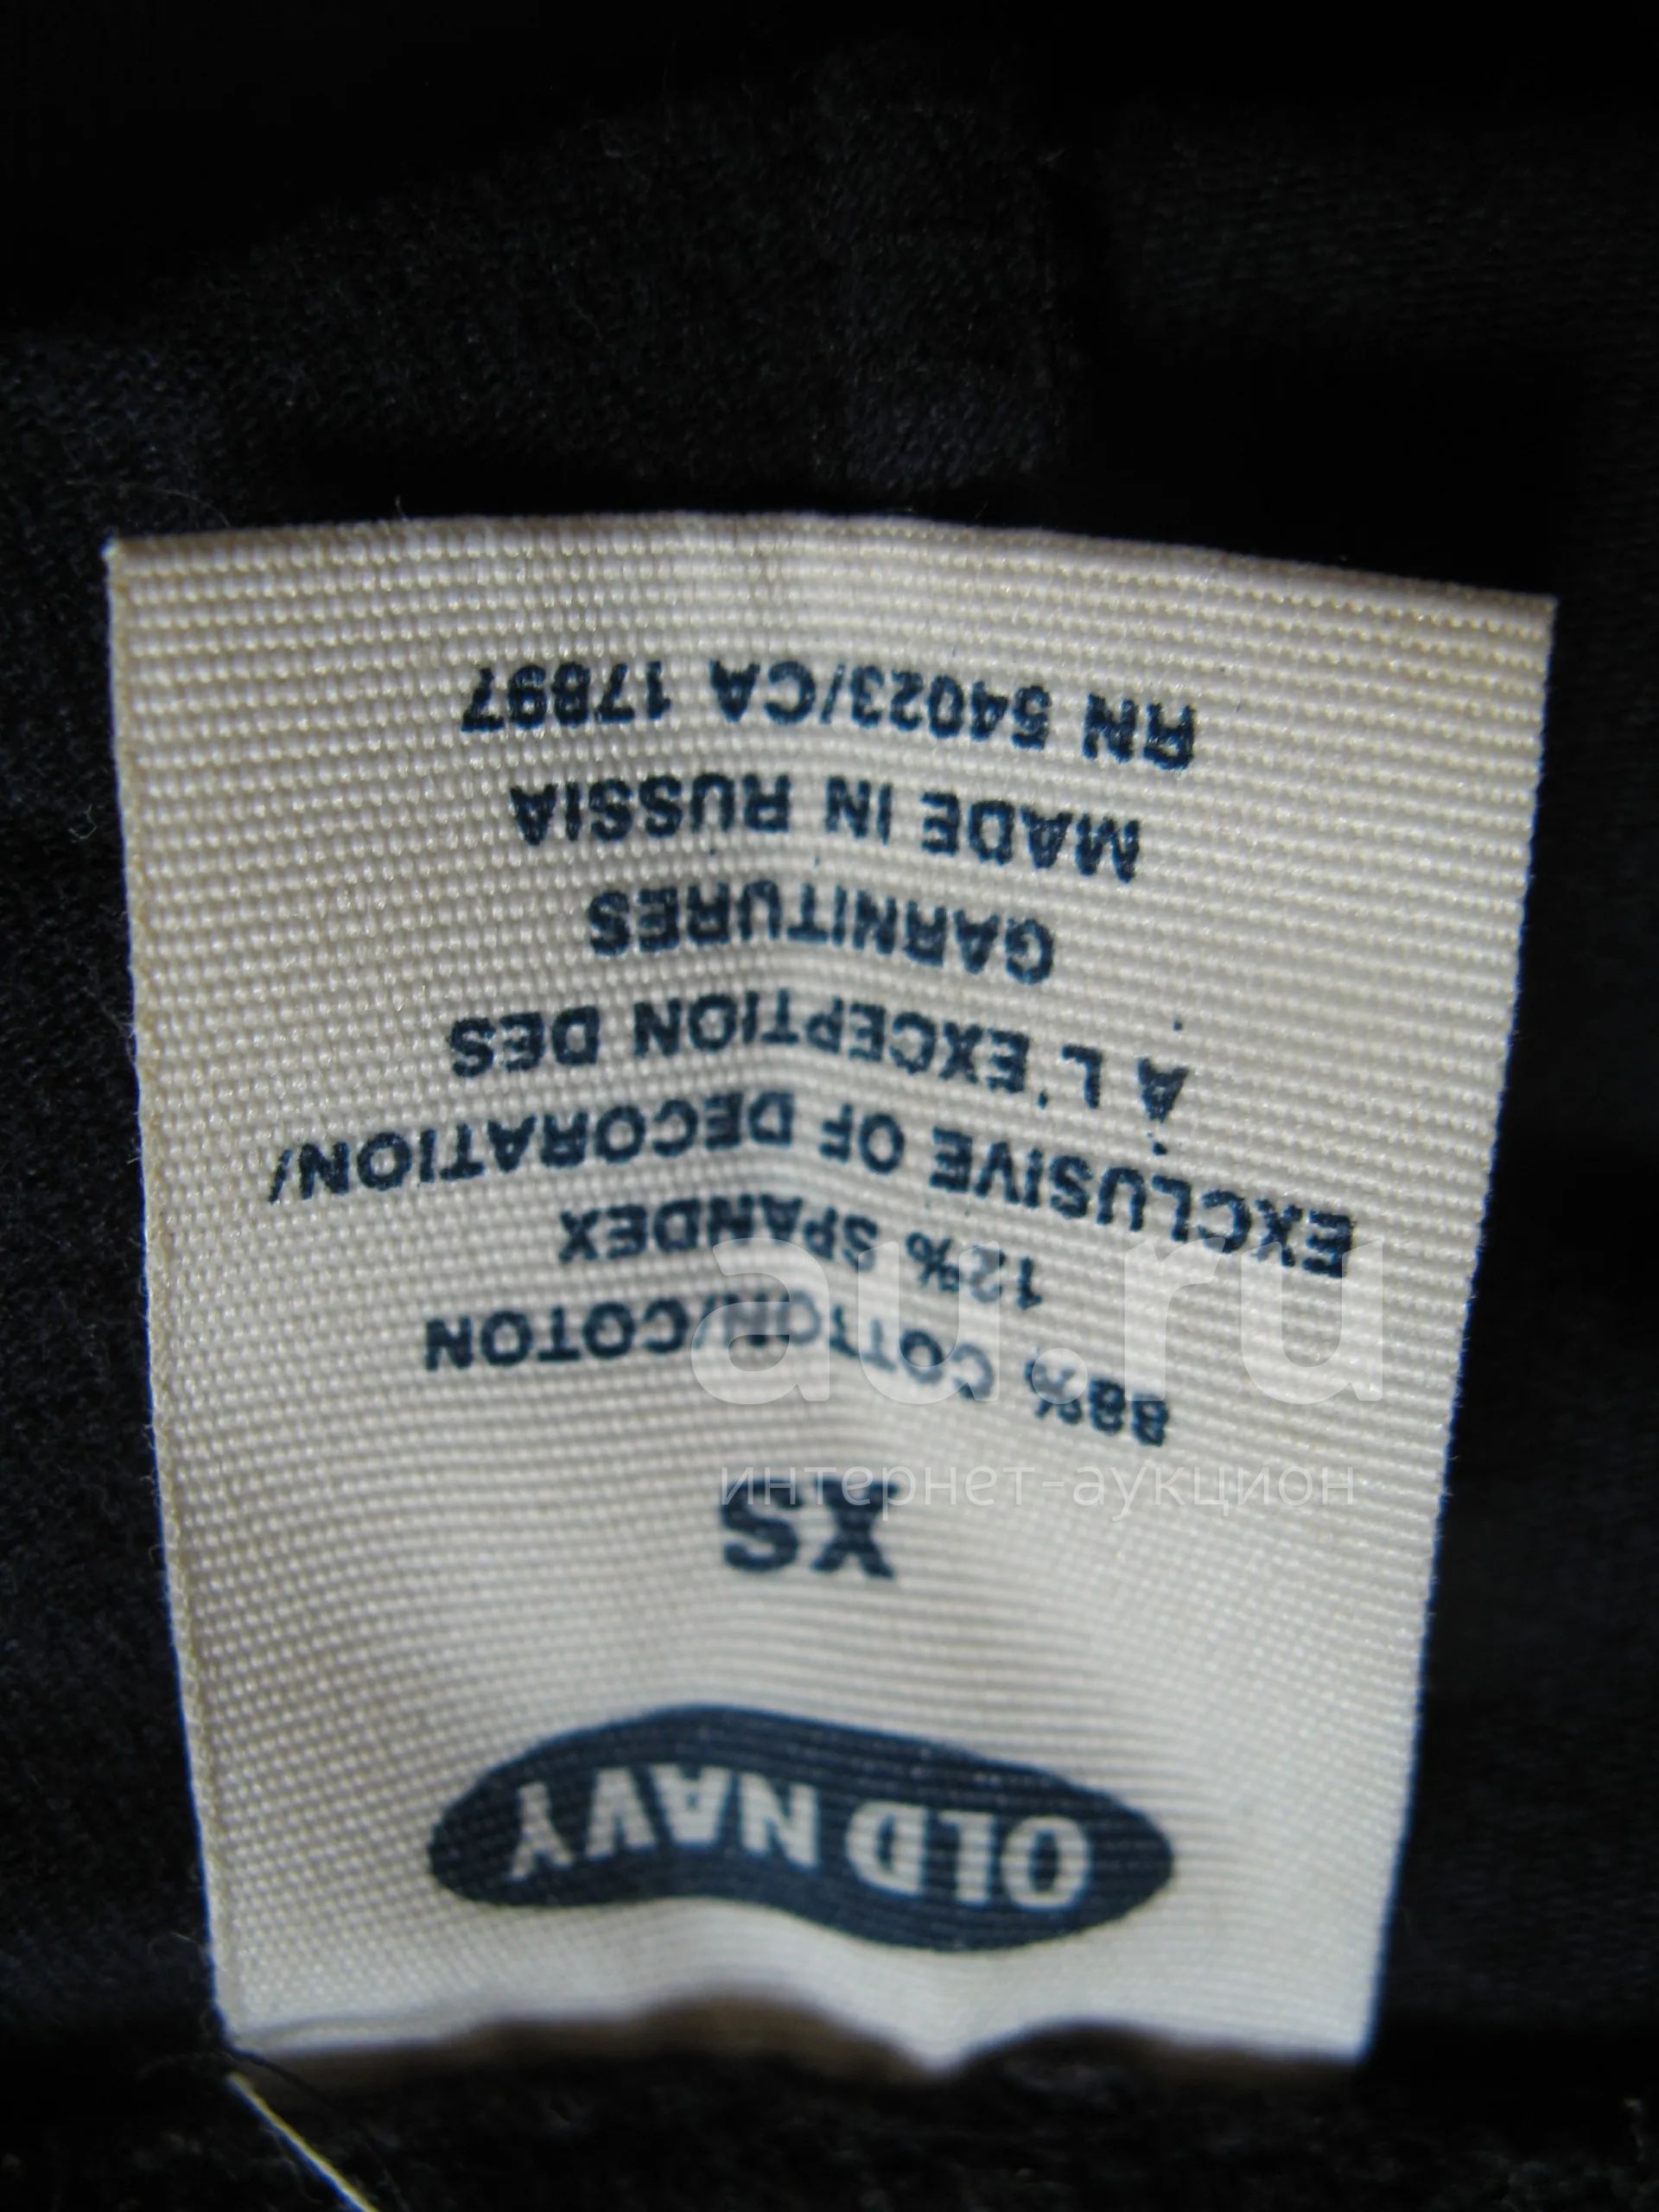 OLD NAVY
XS
88% COTTON/COTON
12% SPANDEX
EXCLUSIVE OF DECORATION/
À L'EXCEPTION DES
GARNITURES
MADE IN RUSSIA
RN 54023/CA 17897
au.ru
интернет-аукцион